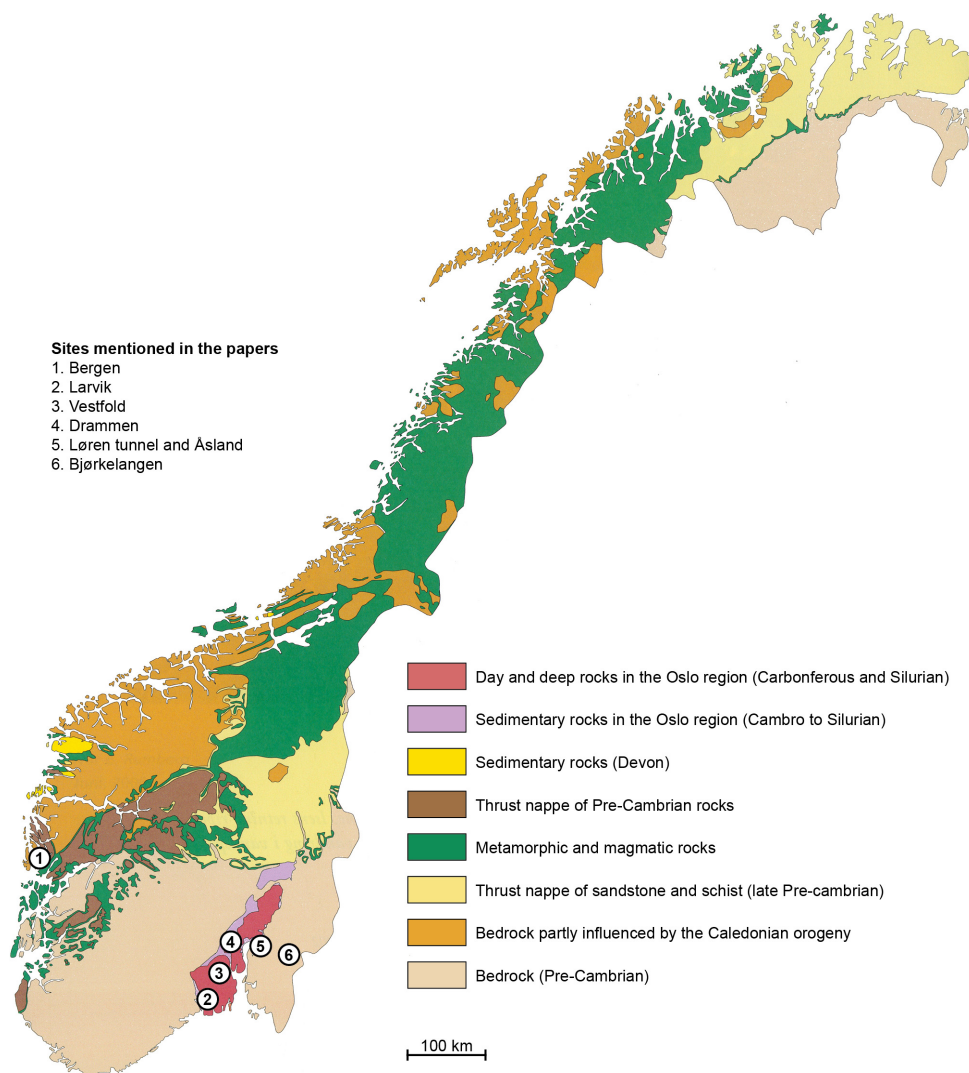 Sites mentioned in the papers
1. Bergen
2. Larvik
3. Vestfold
4. Drammen
5. Løren tunnel and Åsland
6. Bjørkelangen
Day and deep rocks in the Oslo region (Carbonferous and Silurian)
Sedimentary rocks in the Oslo region (Cambro to Silurian)
Sedimentary rocks (Devon)
Thrust nappe of Pre-Cambrian rocks
Metamorphic and magmatic rocks
Thrust nappe of sandstone and schist (late Pre-cambrian)
Bedrock partly influenced by the Caledonian orogeny
Bedrock (Pre-Cambrian)
1
4
5
6
3
2
100 km